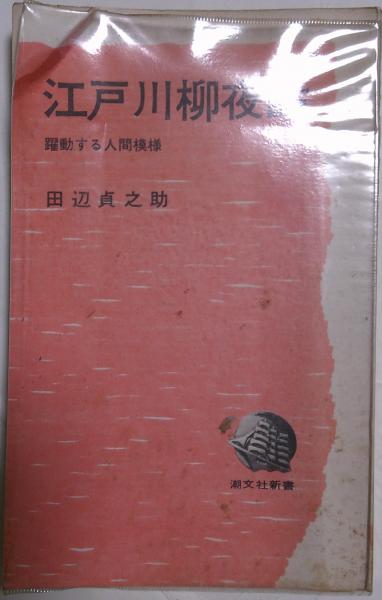 江戸川柳夜
躍動する人間模様
田辺貞之助
潮文社新書